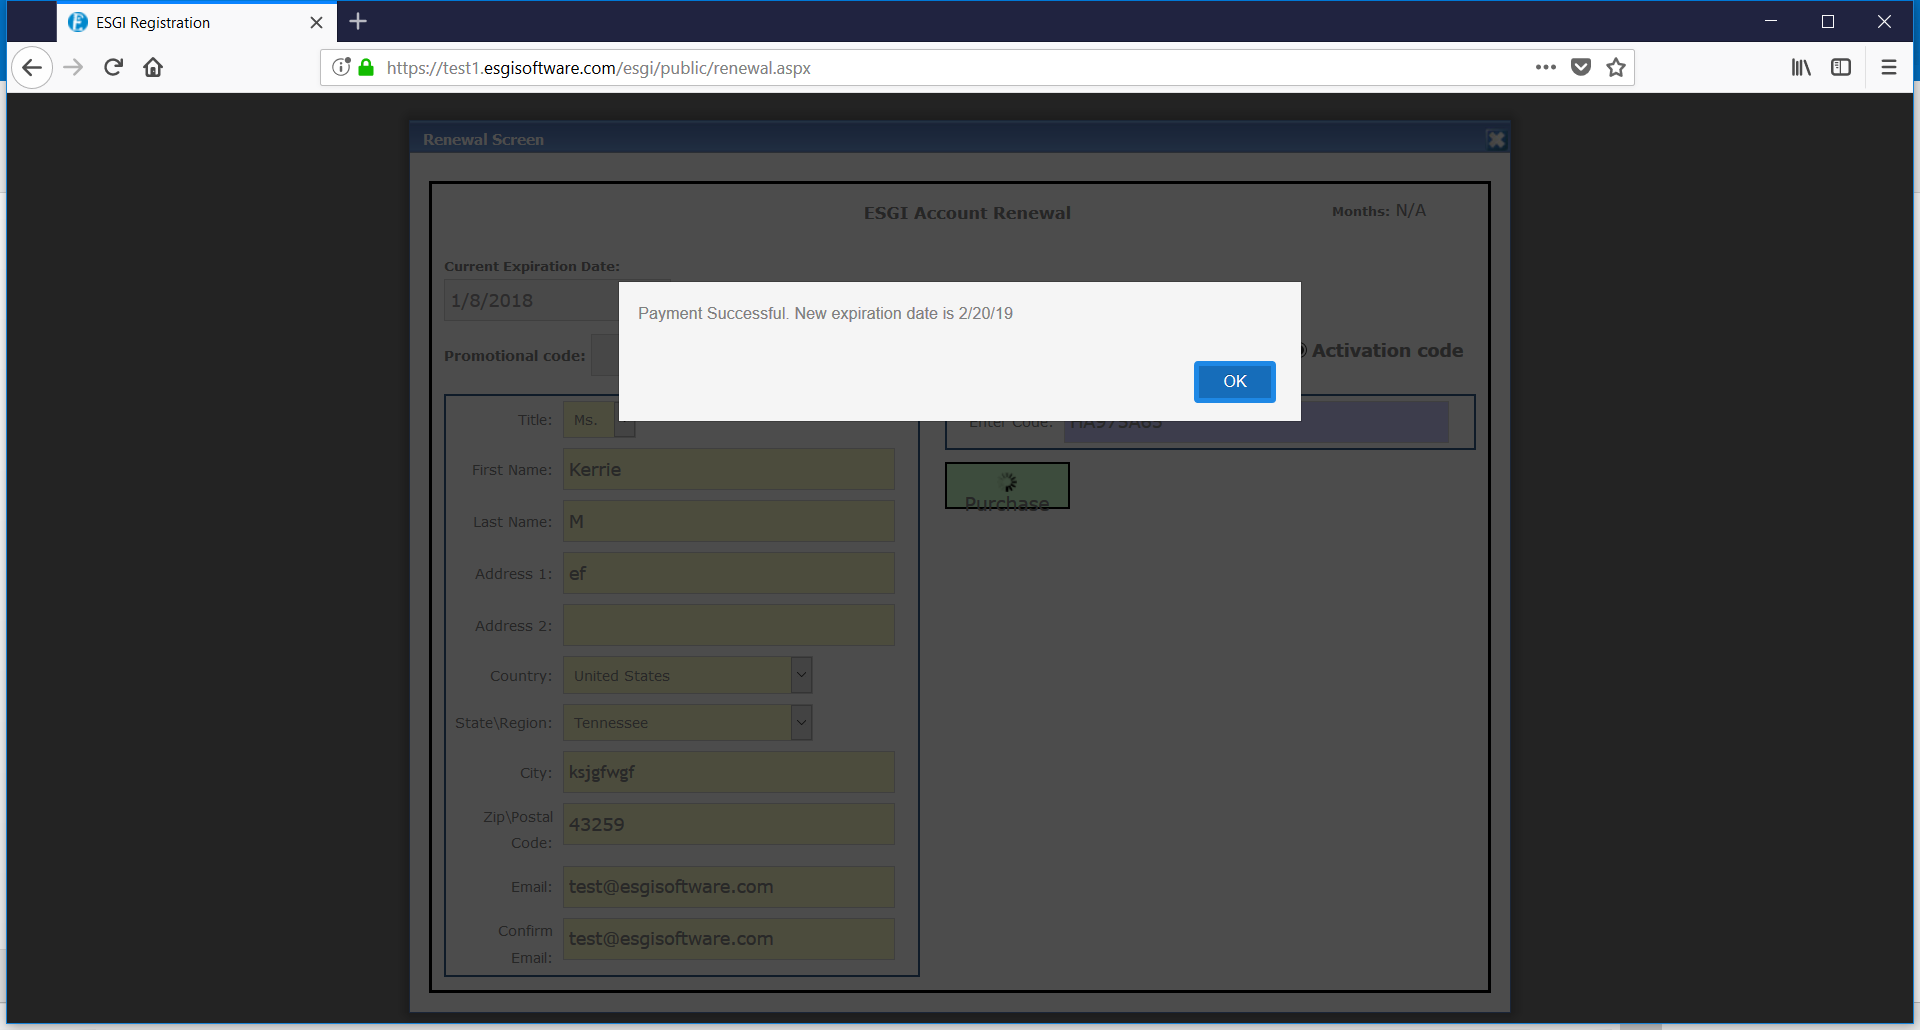 ESGI Registration
https://test1.esgisoftware.com/esgi/public/renewal.aspx
Renewal Screen
ESGI Account Renewal
Months: N/A
Current Expiration Date:
1/8/2018
Payment Successful. New expiration date is 2/20/19
OK
Promotional code:
Activation code
Title: Ms.
Enter Code:
First Name: Kerrie
Purchase
Last Name: M
Address 1: ef
Address 2:
Country: United States
State\Region: Tennessee
City: ksjgfwgf
Zip\Postal
Code: 43259
Email: test@esgisoftware.com
Confirm
Email: test@esgisoftware.com